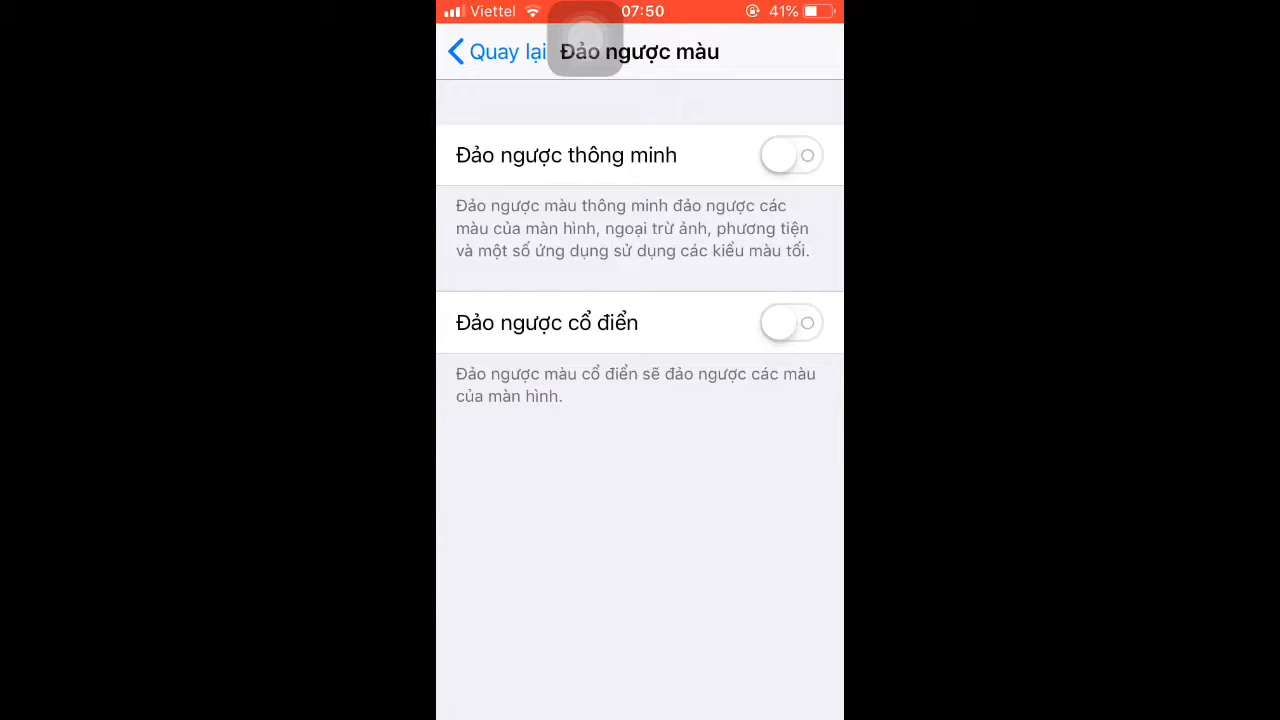 Viettel 07:50 41%
Quay lại Đảo ngược màu
Đảo ngược thông minh
Đảo ngược màu thông minh đảo ngược các
màu của màn hình, ngoại trừ ảnh, phương tiện
và một số ứng dụng sử dụng các kiểu màu tối.
Đảo ngược cổ điển
Đảo ngược màu cổ điển sẽ đảo ngược các màu
của màn hình.